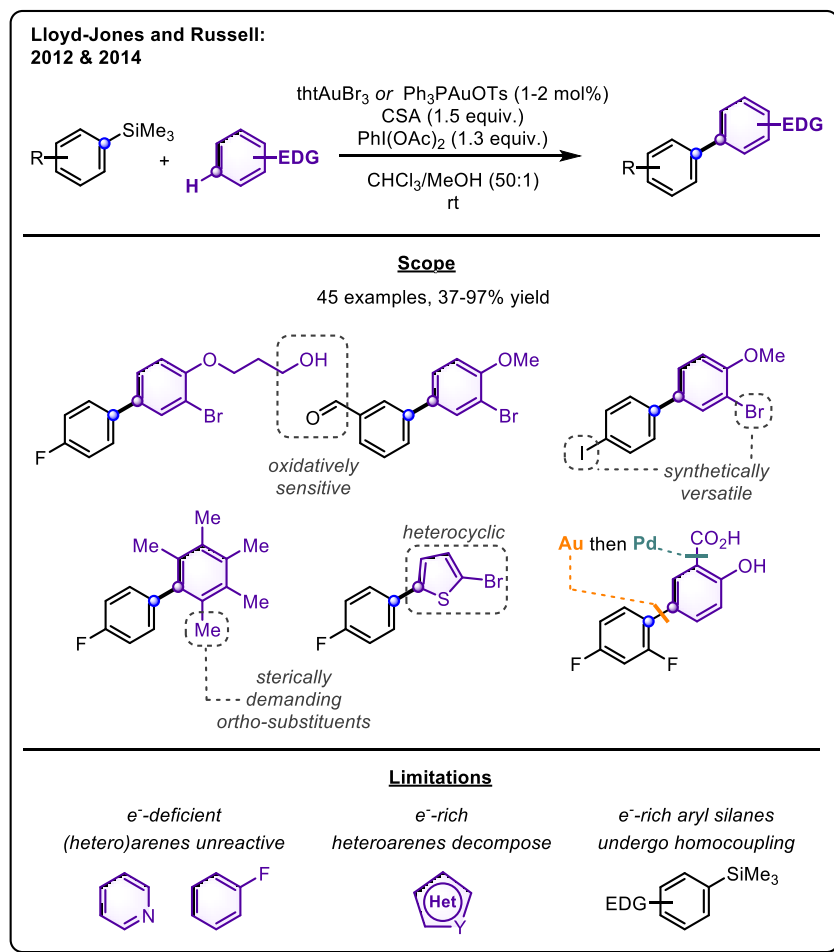 Lloyd-Jones and Russell:
2012 & 2014
thtAuBr3 or Ph3PAuOTs (1-2 mol%)
CSA (1.5 equiv.)
PhI(OAc)2 (1.3 equiv.)
CHCl3/MeOH (50:1)
rt
R
SiMe3
+
H
EDG
R
EDG
Scope
45 examples, 37-97% yield
F
O
OH
Br
O
OMe
Br
oxidatively
sensitive
I
OMe
Br
synthetically
versatile
Me
Me
Me
Me
Me
F
sterically
demanding
ortho-substituents
heterocyclic
F
S
Br
Au then Pd
CO2H
OH
F
F
Limitations
e⁻-deficient
(hetero)arenes unreactive
N
F
e⁻-rich
heteroarenes decompose
Het
Y
e⁻-rich aryl silanes
undergo homocoupling
EDG
SiMe3